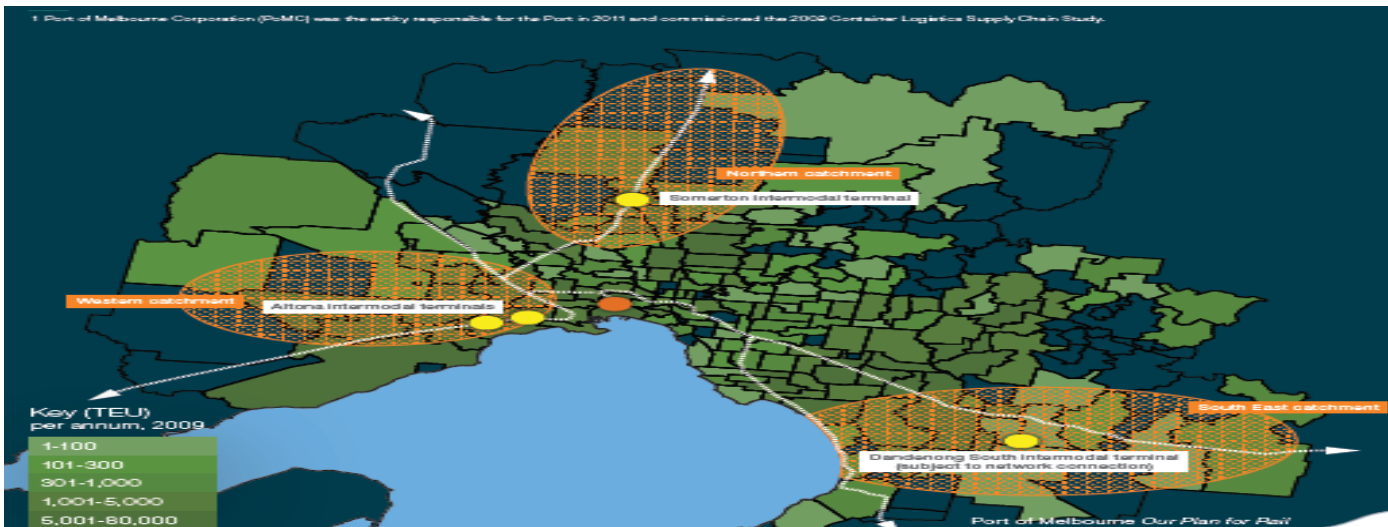 1 Port of Melbourne Corporation (PoMC) was the entity responsible for the Port in 2011 and commissioned the 2009 Container Logistics Supply Chain Study.
Northern catchment
Somerton intermodal terminal
Western catchment
Altona intermodal terminals
South East catchment
Dandenong South intermodal terminal
(subject to network connection)
Key (TEU)
per annum, 2009
1-100
101-300
301-1,000
1,001-5,000
5,001-60,000
Port of Melbourne Our Plan for Rail